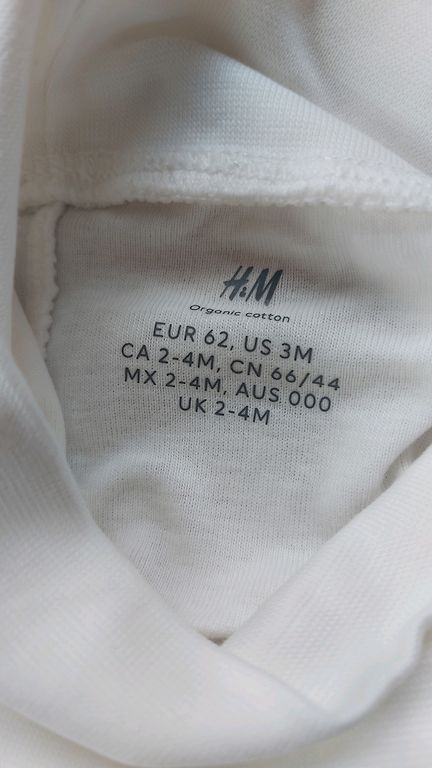 H&M
Organic cotton
EUR 62, US 3M
CA 2-4M, CN 66/44
MX 2-4M, AUS 000
UK 2-4M